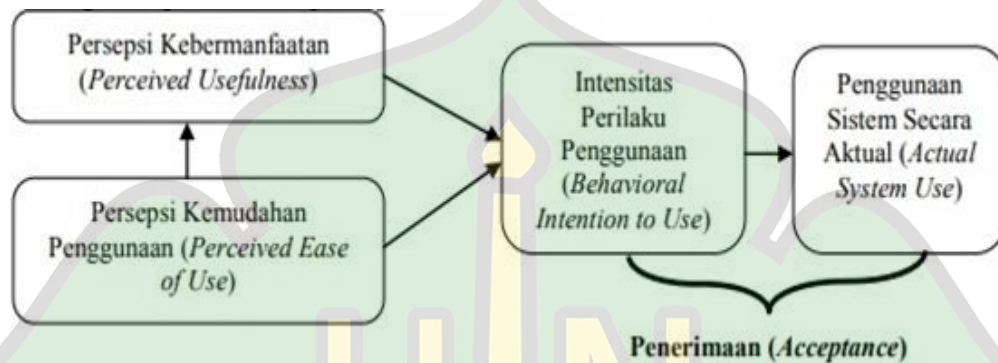 Persepsi Kebermanfaatan
(Perceived Usefulness)
Persepsi Kemudahan
Penggunaan (Perceived Ease
of Use)
Intensitas
Perilaku
Penggunaan
(Behavioral
Intention to Use)
Penggunaan
Sistem Secara
Aktual (Actual
System Use)
Penerimaan (Acceptance)
UIN